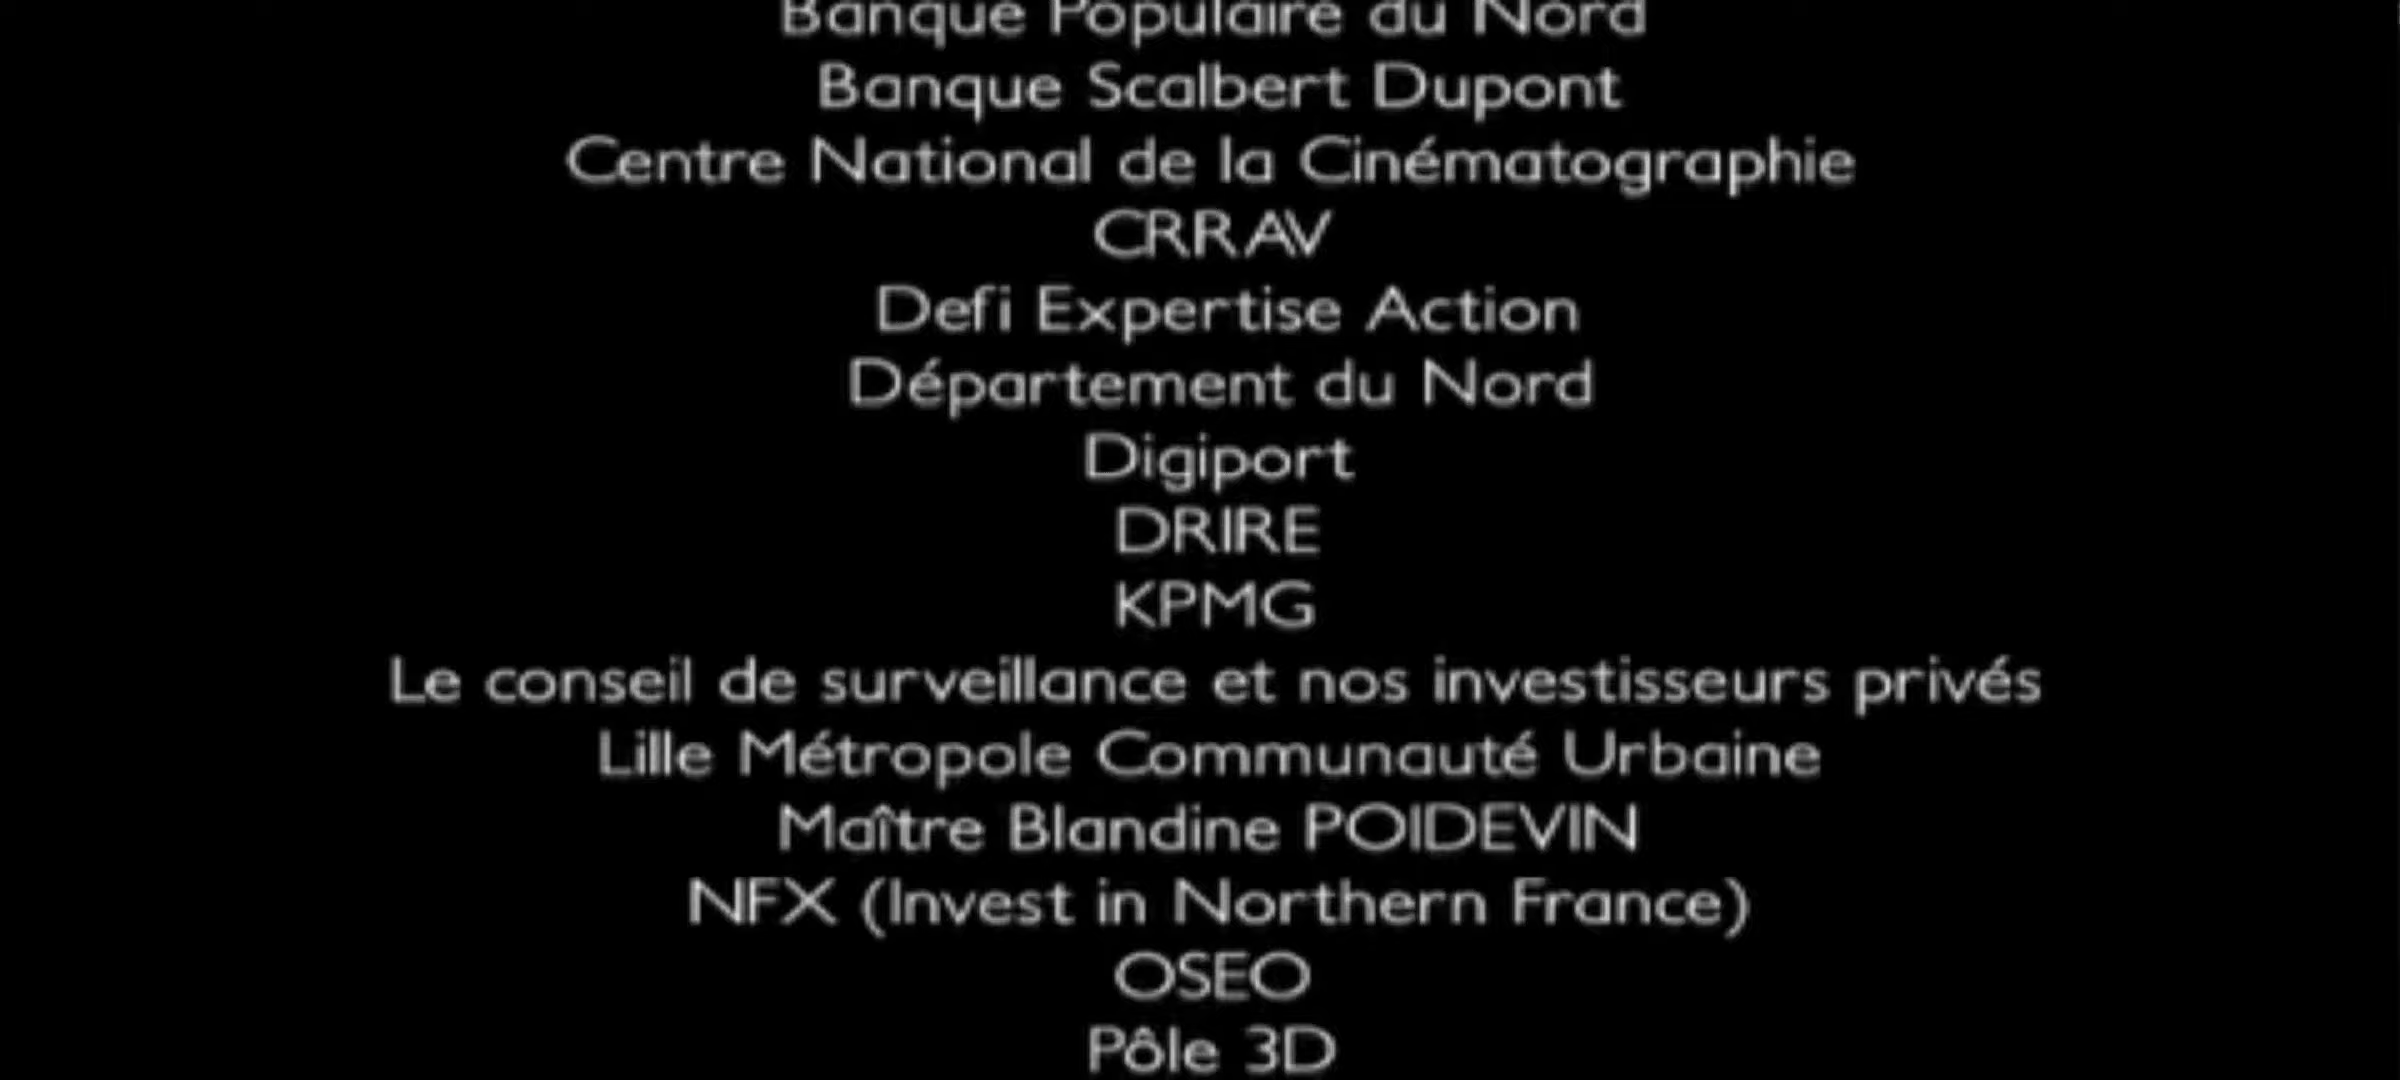 Banque Populaire du Nord
Banque Scalbert Dupont
Centre National de la Cinématographie
CRRAV
Defi Expertise Action
Département du Nord
Digiport
DRIRE
KPMG
Le conseil de surveillance et nos investisseurs privés
Lille Métropole Communauté Urbaine
Maître Blandine POIDEVIN
NFX (Invest in Northern France)
OSEO
Pôle 3D